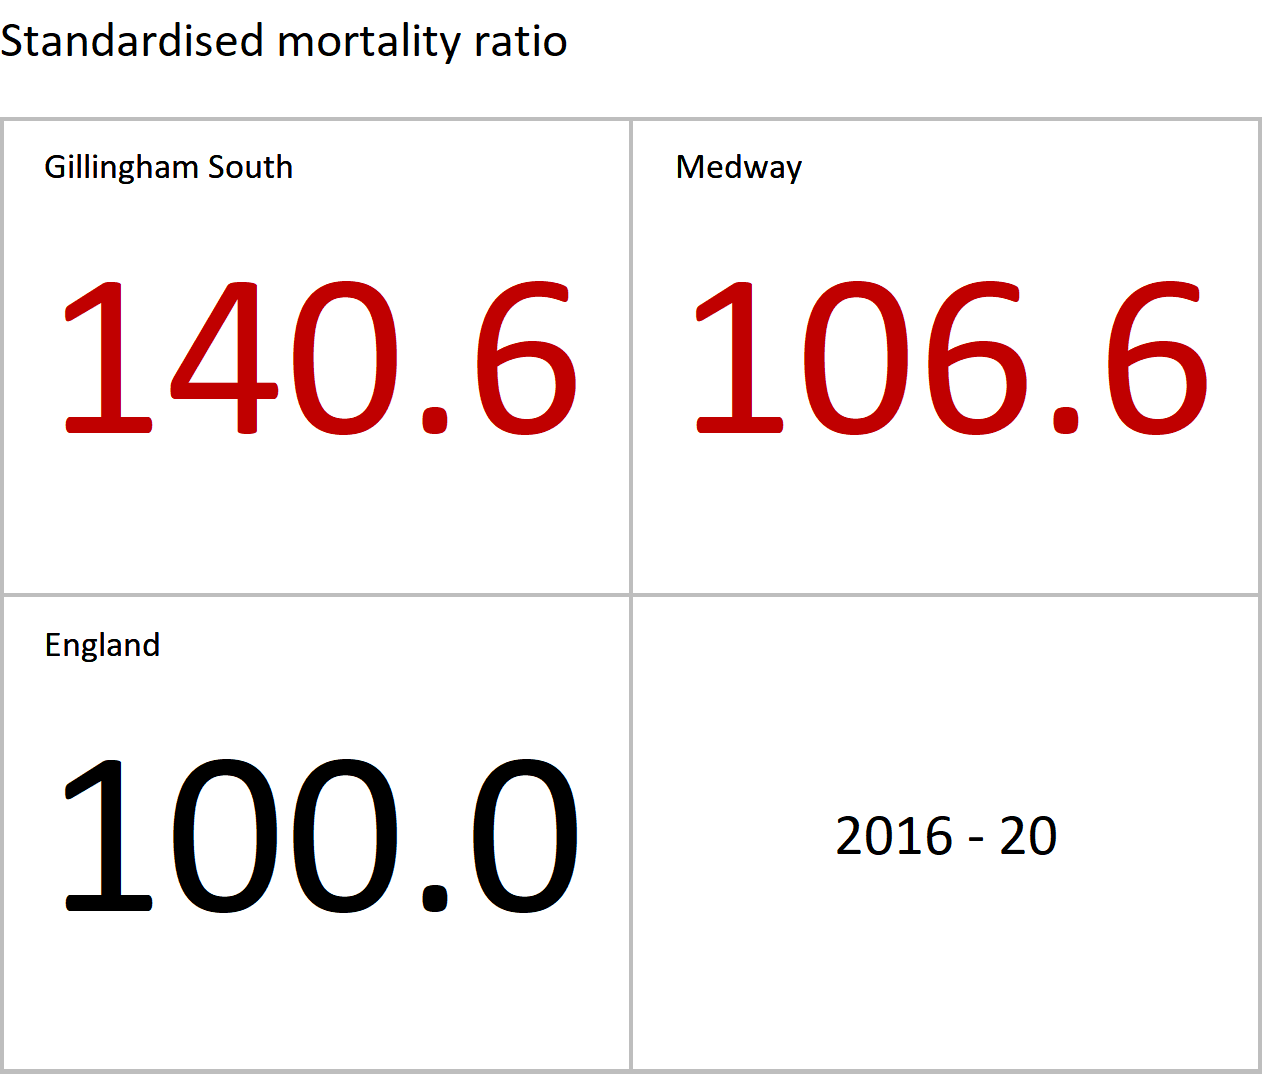 Standardised mortality ratio
Gillingham South
140.6
Medway
106.6
England
100.0
2016 - 20